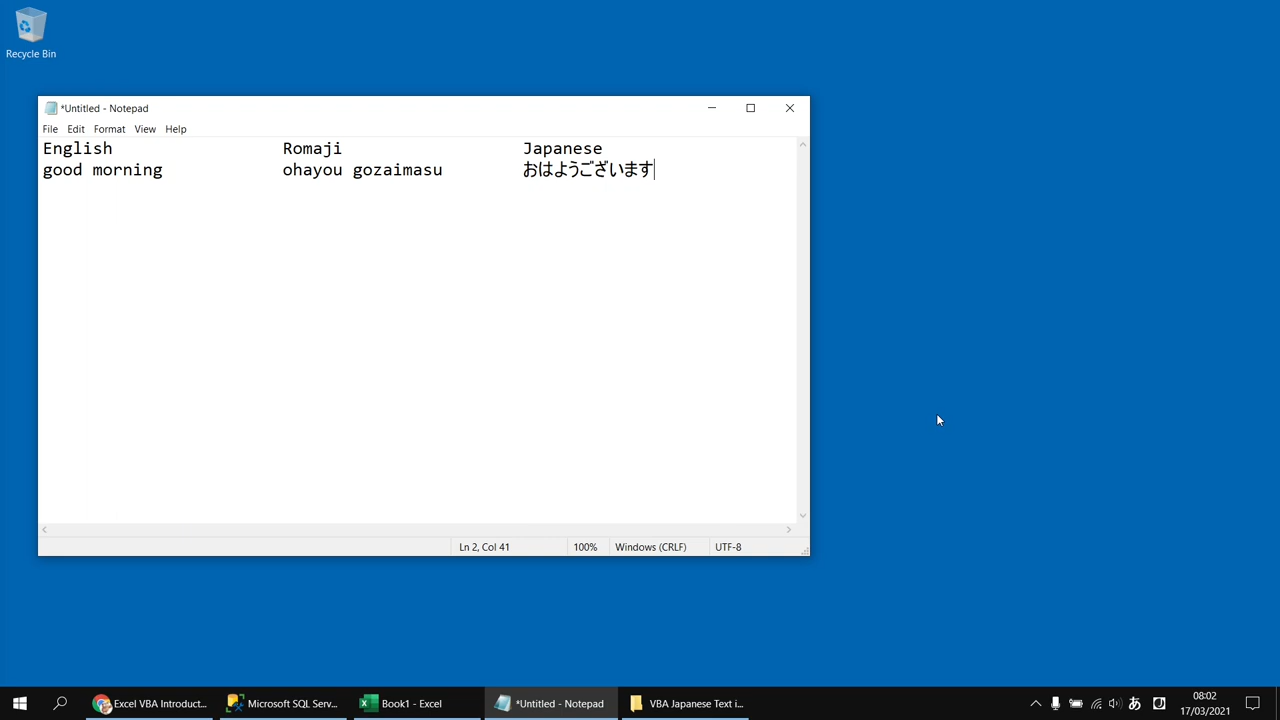 Recycle Bin
*Untitled - Notepad
File Edit Format View Help
English Romaji Japanese
good morning ohayou gozaimasu おはようございます
Ln 2, Col 41 100% Windows (CRLF) UTF-8
Excel VBA Introduct... Microsoft SQL Serv... Book1 - Excel *Untitled - Notepad VBA Japanese Text i... あ 08:02
17/03/2021